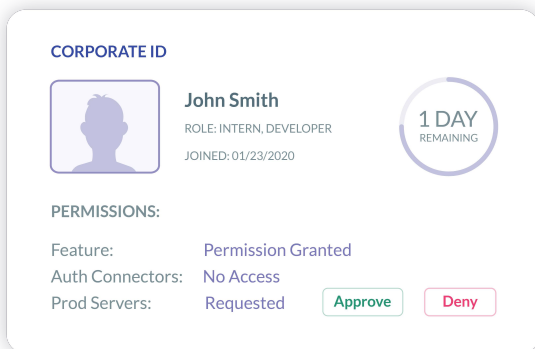 CORPORATE ID
John Smith
ROLE: INTERN, DEVELOPER
JOINED: 01/23/2020
1 DAY
REMAINING
PERMISSIONS:
Feature: Permission Granted
Auth Connectors: No Access
Prod Servers: Requested Approve Deny